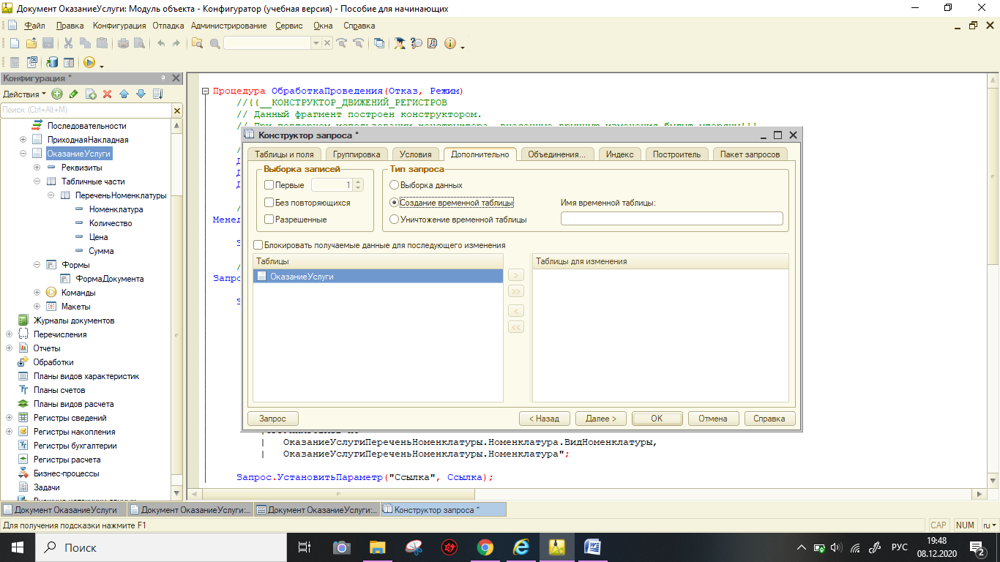 Документ ОказаниеУслуги: Модуль объекта - Конфигуратор (учебная версия) - Пособие для начинающих
Файл Правка Конфигурация Отладка Администрирование Сервис Окна Справка
Конфигурация *
Действия
Поиск (Ctrl+Alt+M)
Последовательности
ПриходнаяНакладная
ОказаниеУслуги
Реквизиты
Табличные части
ПереченьНоменклатуры
Номенклатура
Количество
Цена
Сумма
Формы
ФормаДокумента
Команды
Макеты
Журналы документов
Перечисления
Отчеты
Обработки
Планы видов характеристик
Планы счетов
Планы видов расчета
Регистры сведений
Регистры накопления
Регистры бухгалтерии
Регистры расчета
Бизнес-процессы
Задачи
Процедура ОбработкаПроведения(Отказ, Режим)
//{{__КОНСТРУКТОР_ДВИЖЕНИЙ_РЕГИСТРОВ
// Данный фрагмент построен конструктором.
// При повторном использовании конструктора, внесенные вручную изменения будут утеряны!!!
Менед
Запро
Конструктор запроса *
Таблицы и поля Группировка Условия Дополнительно Объединения... Индекс Построитель Пакет запросов
Выборка записей
Первые 1
Без повторяющихся
Разрешенные
Тип запроса
Выборка данных
Создание временной таблицы
Уничтожение временной таблицы
Имя временной таблицы:
Блокировать получаемые данные для последующего изменения
Таблицы
ОказаниеУслуги
Таблицы для изменения
>
>>
<
<<
Запрос < Назад Далее > ОК Отмена Справка
| ОказаниеУслугиПереченьНоменклатуры.Номенклатура.ВидНоменклатуры,
| ОказаниеУслугиПереченьНоменклатуры.Номенклатура";
Запрос.УстановитьПараметр("Ссылка", Ссылка);
Документ ОказаниеУслуги Документ ОказаниеУслуги:... Документ ОказаниеУслуги:... Конструктор запроса *
Для получения подсказки нажмите F1
CAP NUM ru
Поиск
РУС
19:48
08.12.2020
2